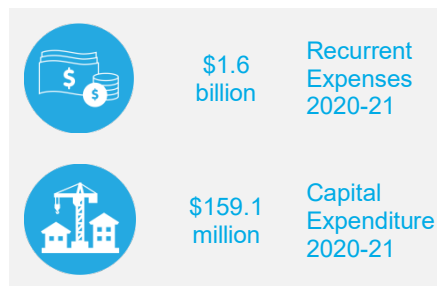 $
$
$1.6
billion
Recurrent
Expenses
2020-21
$159.1
million
Capital
Expenditure
2020-21